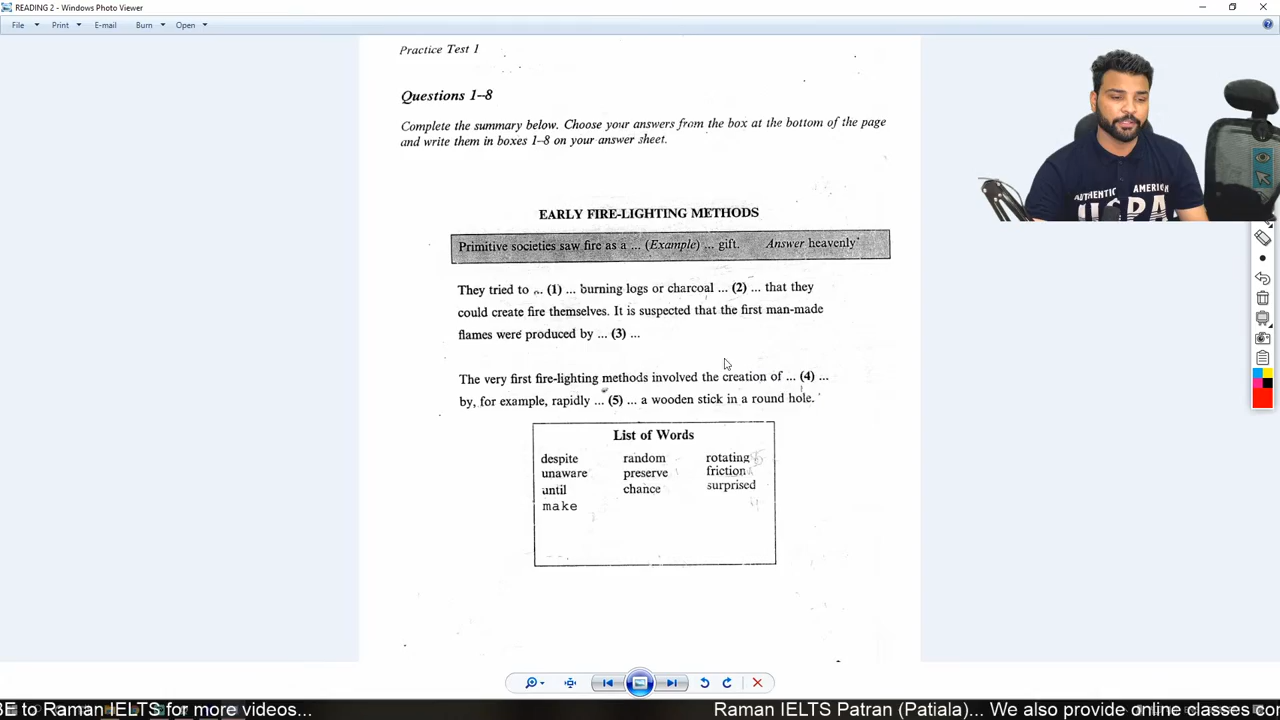 READING 2 - Windows Photo Viewer
File Print E-mail Burn Open
Practice Test 1
Questions 1–8
Complete the summary below. Choose your answers from the box at the bottom of the page
and write them in boxes 1–8 on your answer sheet.
AUTHENTIC AMERICAN
EARLY FIRE-LIGHTING METHODS
Primitive societies saw fire as a ... (Example) ... gift. Answer heavenly
They tried to ... (1) ... burning logs or charcoal ... (2) ... that they
could create fire themselves. It is suspected that the first man-made
flames were produced by ... (3) ...
The very first fire-lighting methods involved the creation of ... (4) ...
by, for example, rapidly ... (5) ... a wooden stick in a round hole.
List of Words
despite random rotating
unaware preserve friction
until chance surprised
make
BE to Raman IELTS for more videos... Raman IELTS Patran (Patiala)... We also provide online classes